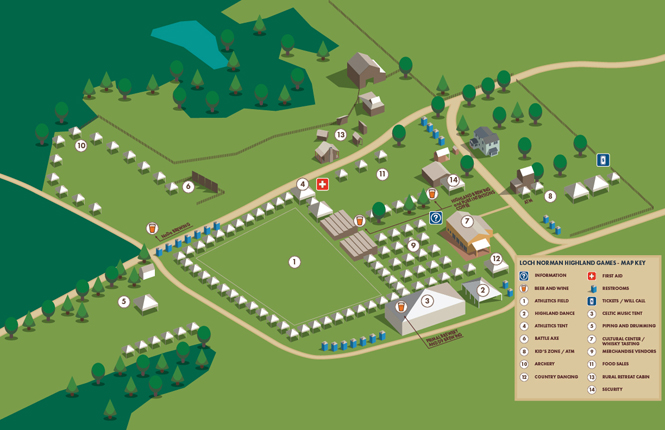 10
13
11
6
4
14
8
ATM
7
9
1
12
5
3
2
LOCH NORMAN HIGHLAND GAMES - MAP KEY
INFORMATION
FIRST AID
BEER AND WINE
RESTROOMS
1 ATHLETICS FIELD
TICKETS / WILL CALL
2 HIGHLAND DANCE
3 CELTIC MUSIC TENT
4 ATHLETICS TENT
5 PIPING AND DRUMMING
6 BATTLE AXE
7 CULTURAL CENTER /
WHISKY TASTING
8 KID'S ZONE / ATM
9 MERCHANDISE VENDORS
10 ARCHERY
11 FOOD SALES
12 COUNTRY DANCING
13 RURAL RETREAT CABIN
14 SECURITY